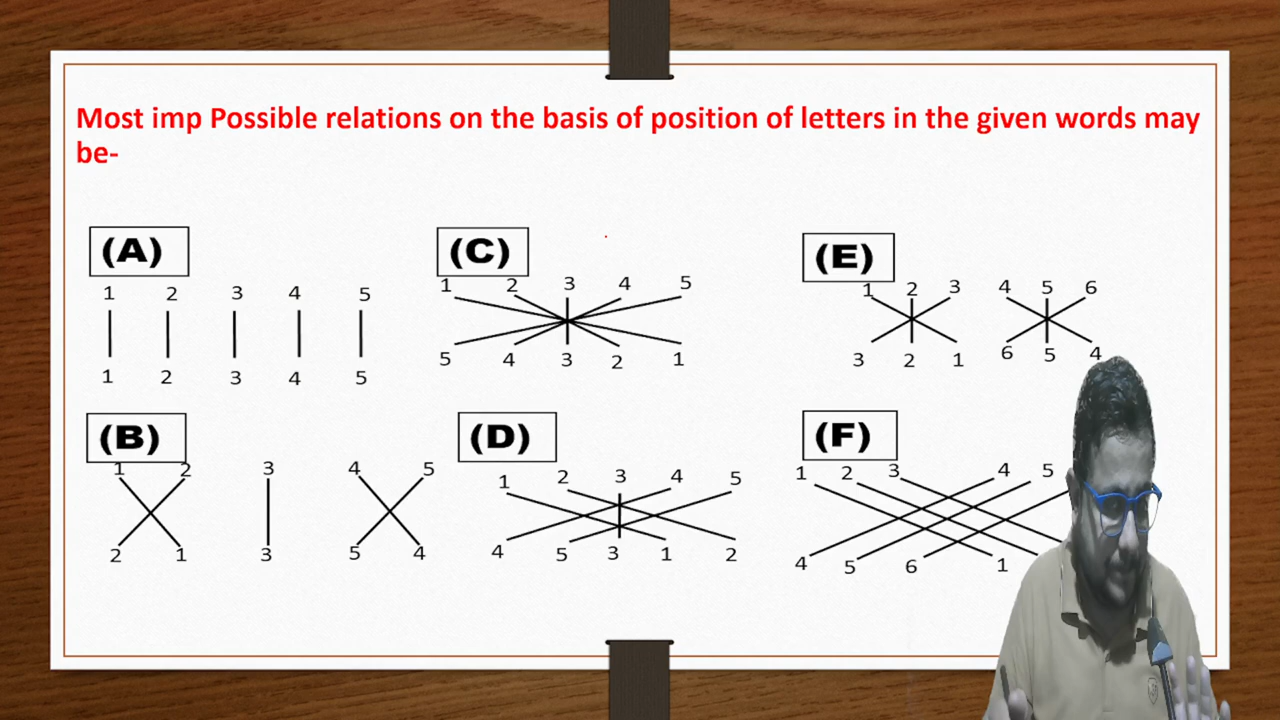 Most imp Possible relations on the basis of position of letters in the given words may
be-
(A)
1 2 3 4 5
1 2 3 4 5
(C)
1 2 3 4 5
5 4 3 2 1
(E)
1 2 3 4 5 6
3 2 1 6 5 4
(B)
1 2 3 4 5
2 1 3 5 4
(D)
1 2 3 4 5
4 5 3 1 2
(F)
1 2 3 4 5
4 5 6 1